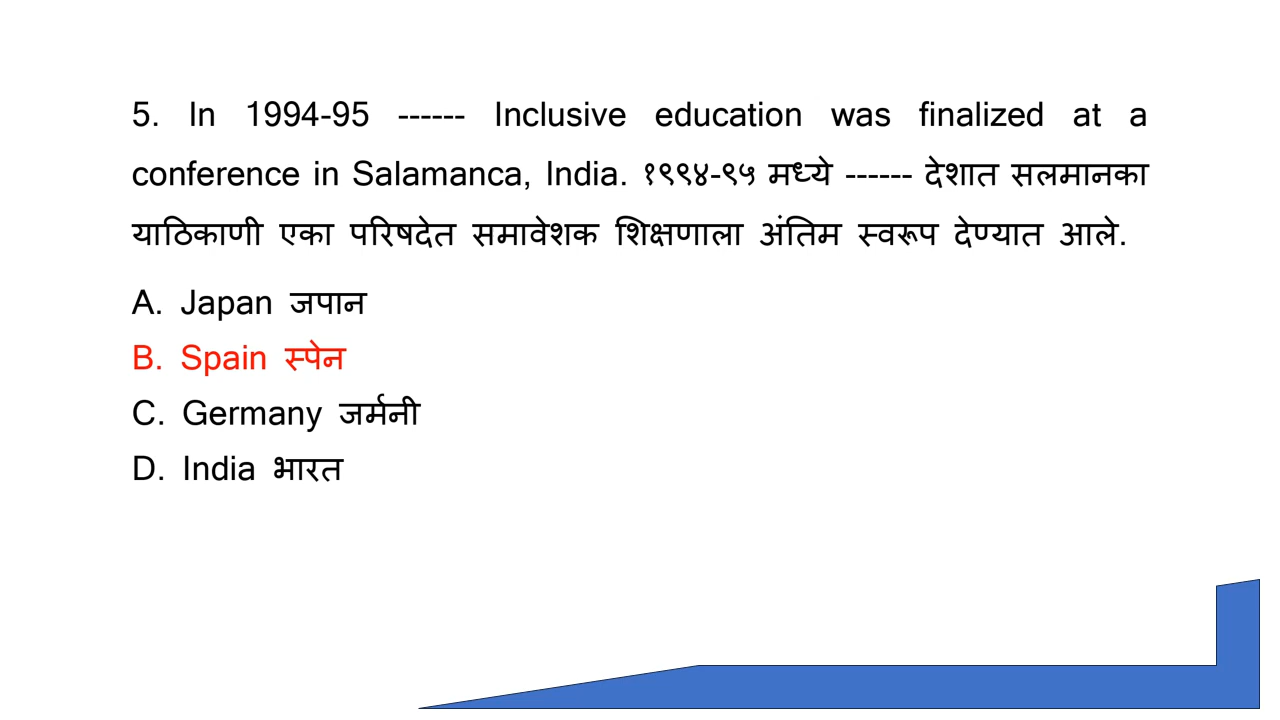 5. In 1994-95 ------ Inclusive education was finalized at a
conference in Salamanca, India. १९९४-९५ मध्ये ------ देशात सलमानका
याठिकाणी एका परिषदेत समावेशक शिक्षणाला अंतिम स्वरूप देण्यात आले.
A. Japan जपान
B. Spain स्पेन
C. Germany जर्मनी
D. India भारत